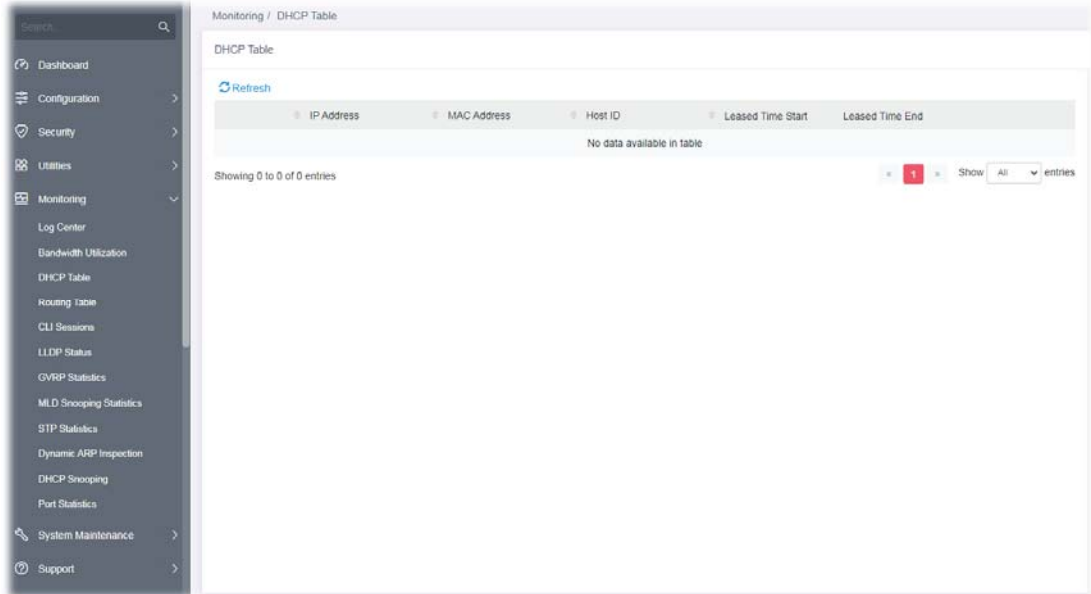 Search...
Dashboard
Configuration
Security
Utilities
Monitoring
Log Center
Bandwidth Utilization
DHCP Table
Routing Table
CLI Sessions
LLDP Status
GVRP Statistics
MLD Snooping Statistics
STP Statistics
Dynamic ARP Inspection
DHCP Snooping
Port Statistics
System Maintenance
Support
Monitoring / DHCP Table
DHCP Table
Refresh
IP Address MAC Address Host ID Leased Time Start Leased Time End
No data available in table
Showing 0 to 0 of 0 entries « 1 » Show All entries